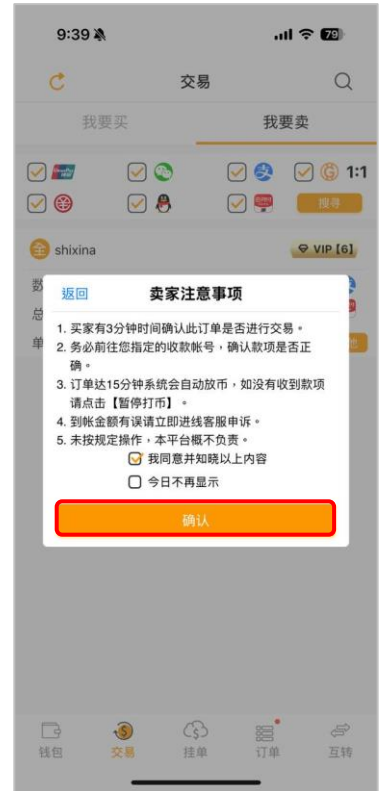 9:39
79
交易
我要买
我要卖
1:1
搜寻
shixina
VIP【6】
数
总
单
返回
卖家注意事项
1. 买家有3分钟时间确认此订单是否进行交易。
2. 务必前往您指定的收款帐号，确认款项是否正
确。
3. 订单达15分钟系统会自动放币，如没有收到款项
请点击【暂停打币】。
4. 到帐金额有误请立即进线客服申诉。
5. 未按规定操作，本平台概不负责。
我同意并知晓以上内容
今日不再显示
确认
钱包
交易
挂单
订单
互转